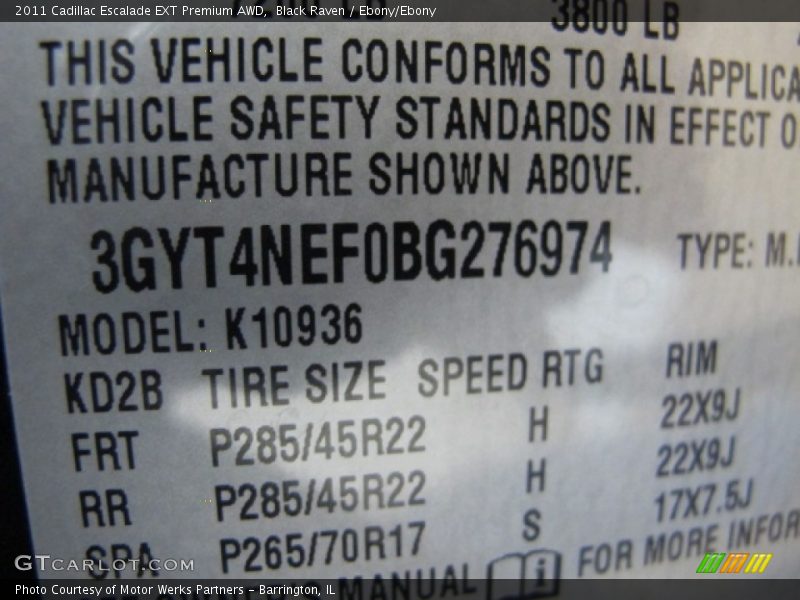 2011 Cadillac Escalade EXT Premium AWD, Black Raven / Ebony/Ebony
3800 LB
THIS VEHICLE CONFORMS TO ALL APPLICA
VEHICLE SAFETY STANDARDS IN EFFECT O
MANUFACTURE SHOWN ABOVE.
3GYT4NEF0BG276974 TYPE: M.
MODEL: K10936
KD2B TIRE SIZE SPEED RTG RIM
FRT P285/45R22 H 22X9J
RR P285/45R22 H 22X9J
SPA P265/70R17 S 17X7.5J
MANUAL i FOR MORE INFOR
GTCARLOT.COM
Photo Courtesy of Motor Werks Partners – Barrington, IL